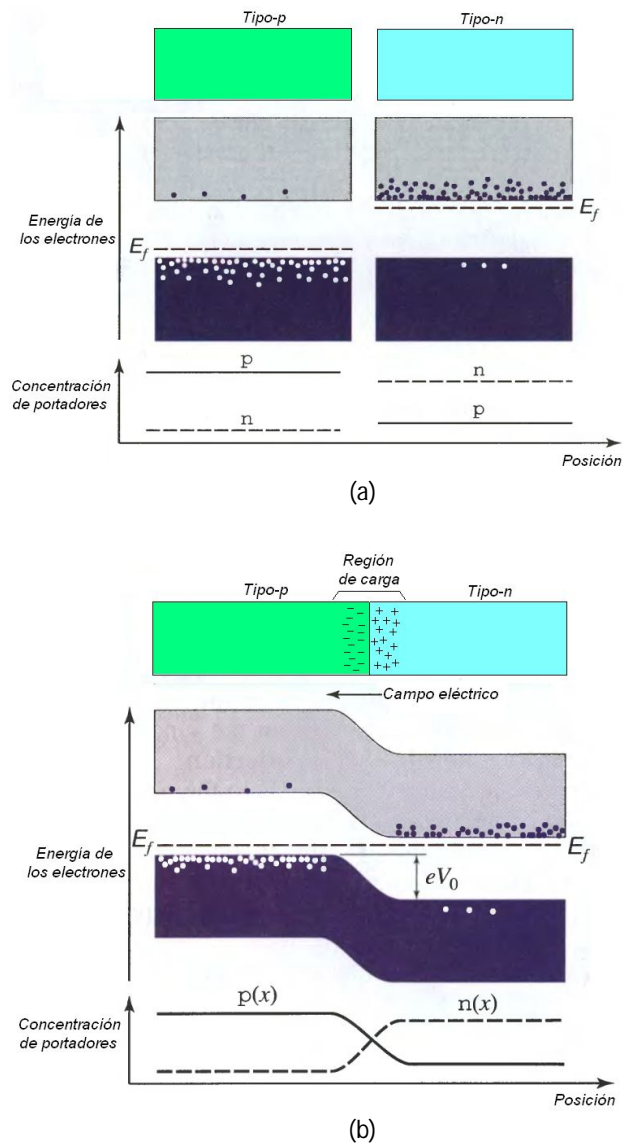 Tipo-p
Tipo-n
Energía de
los electrones
E_f
E_f
Concentración
de portadores
p
n
n
p
Posición
(a)
Región
de carga
Tipo-p
Tipo-n
Campo eléctrico
Energía de
los electrones
E_f
E_f
eV_0
Concentración
de portadores
p(x)
n(x)
Posición
(b)